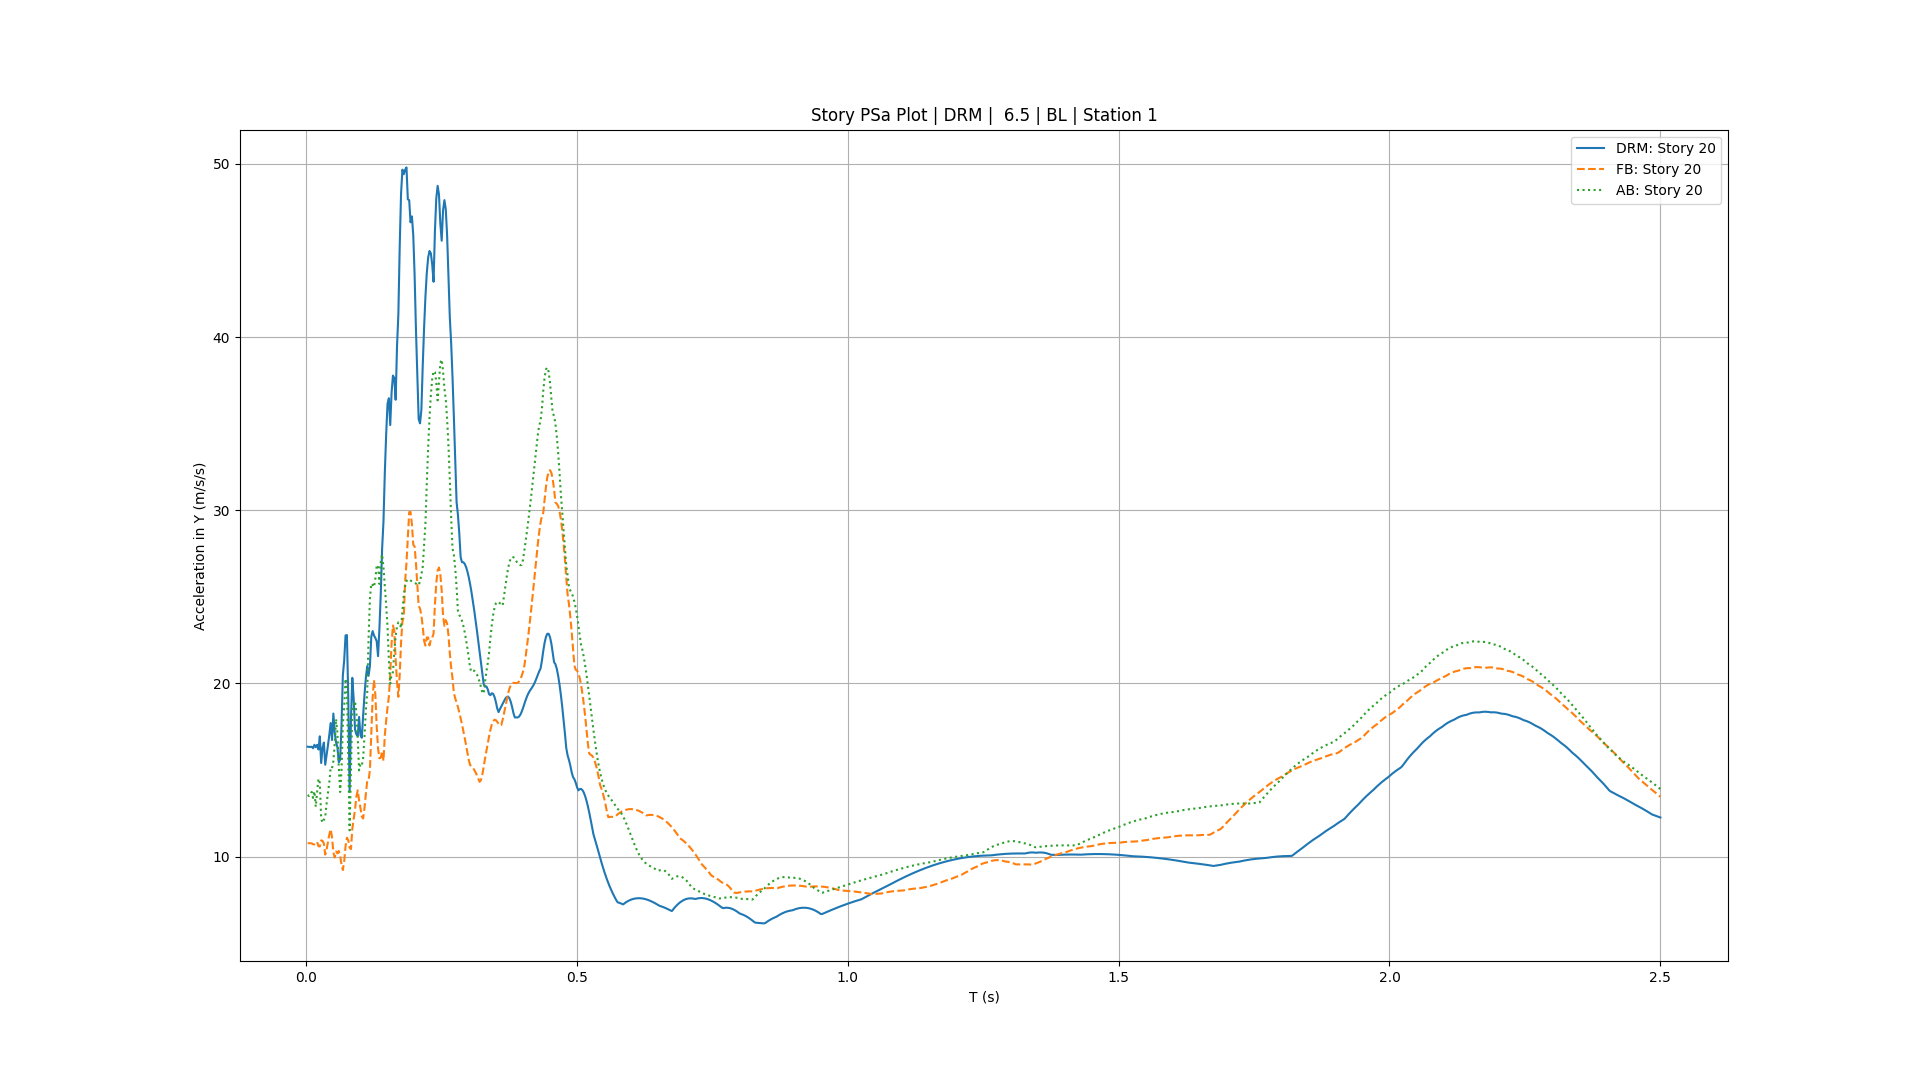 Story PSa Plot | DRM |  6.5 | BL | Station 1
DRM: Story 20
FB: Story 20
AB: Story 20
Acceleration in Y (m/s/s)
50
40
30
20
10
0.0
0.5
1.0
1.5
2.0
2.5
T (s)